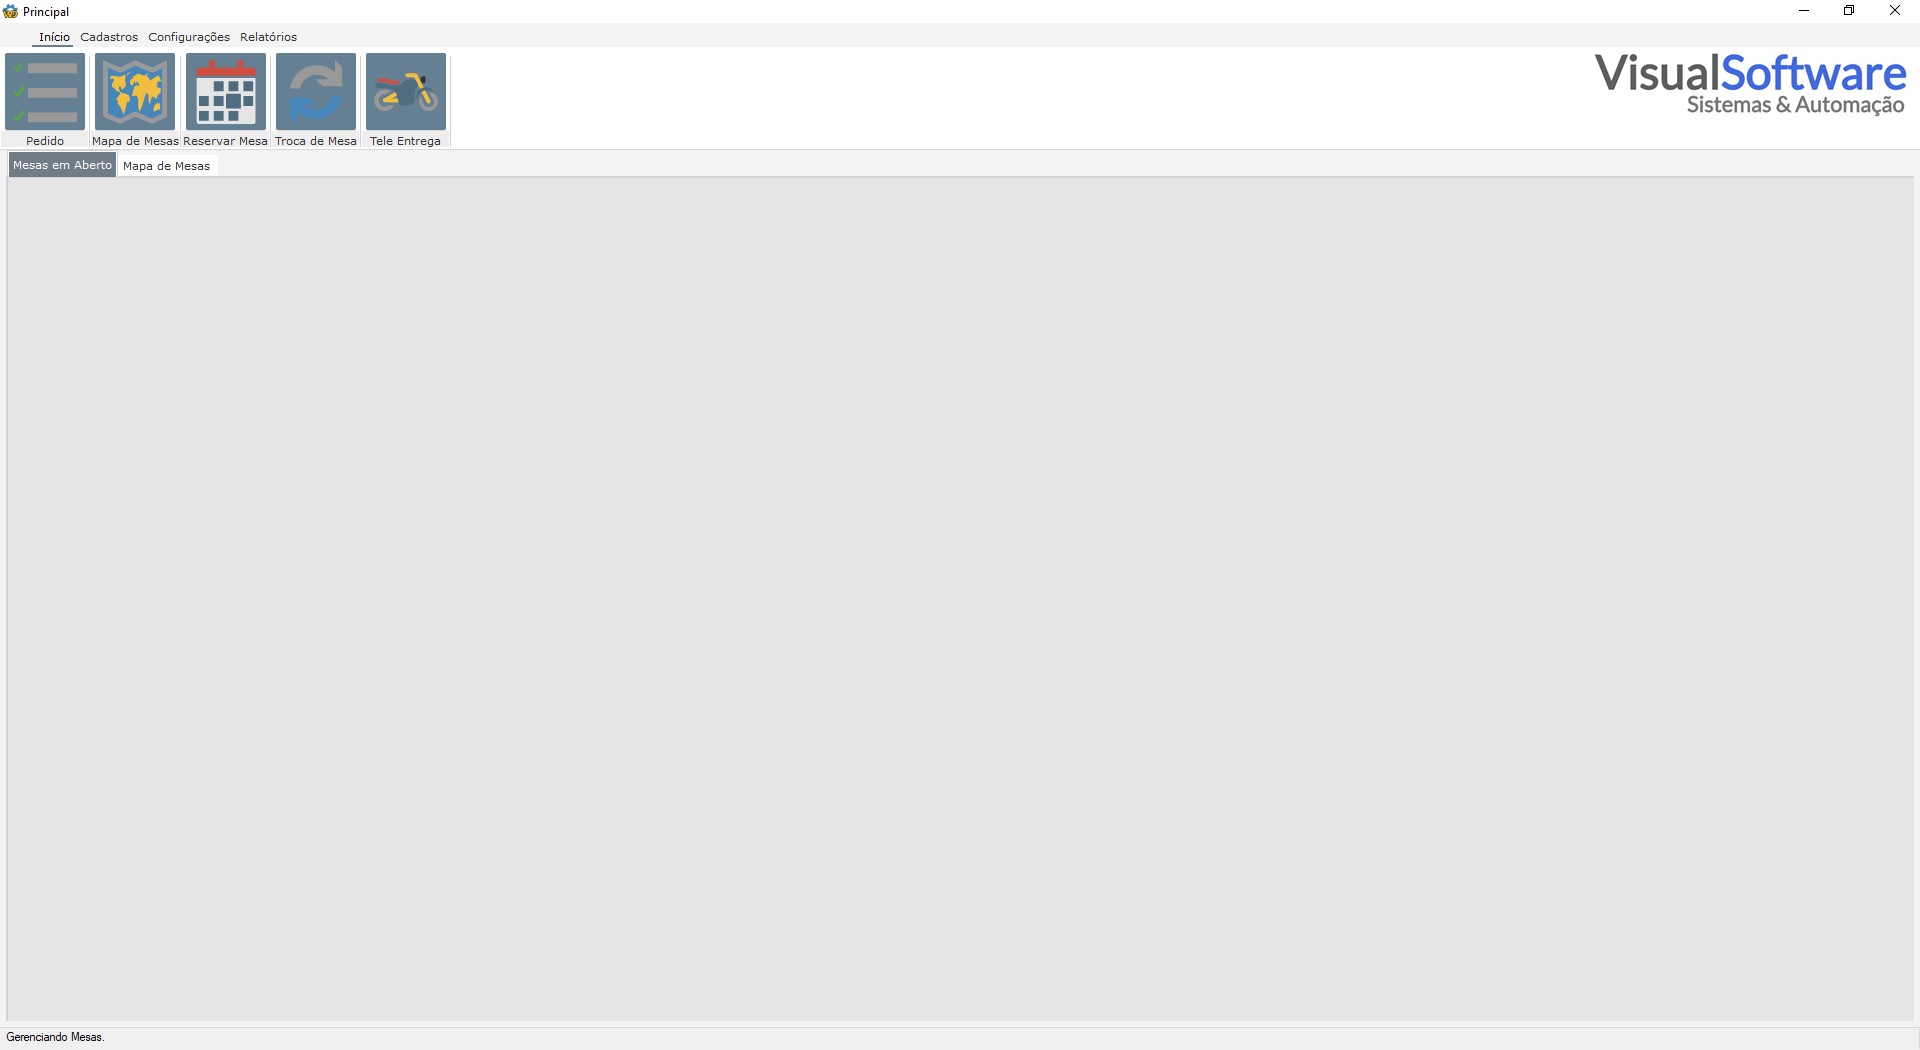 Principal
Início Cadastros Configurações Relatórios
VisualSoftware
Sistemas & Automação
Pedido Mapa de Mesas Reservar Mesa Troca de Mesa Tele Entrega
Mesas em Aberto Mapa de Mesas
Gerenciando Mesas.